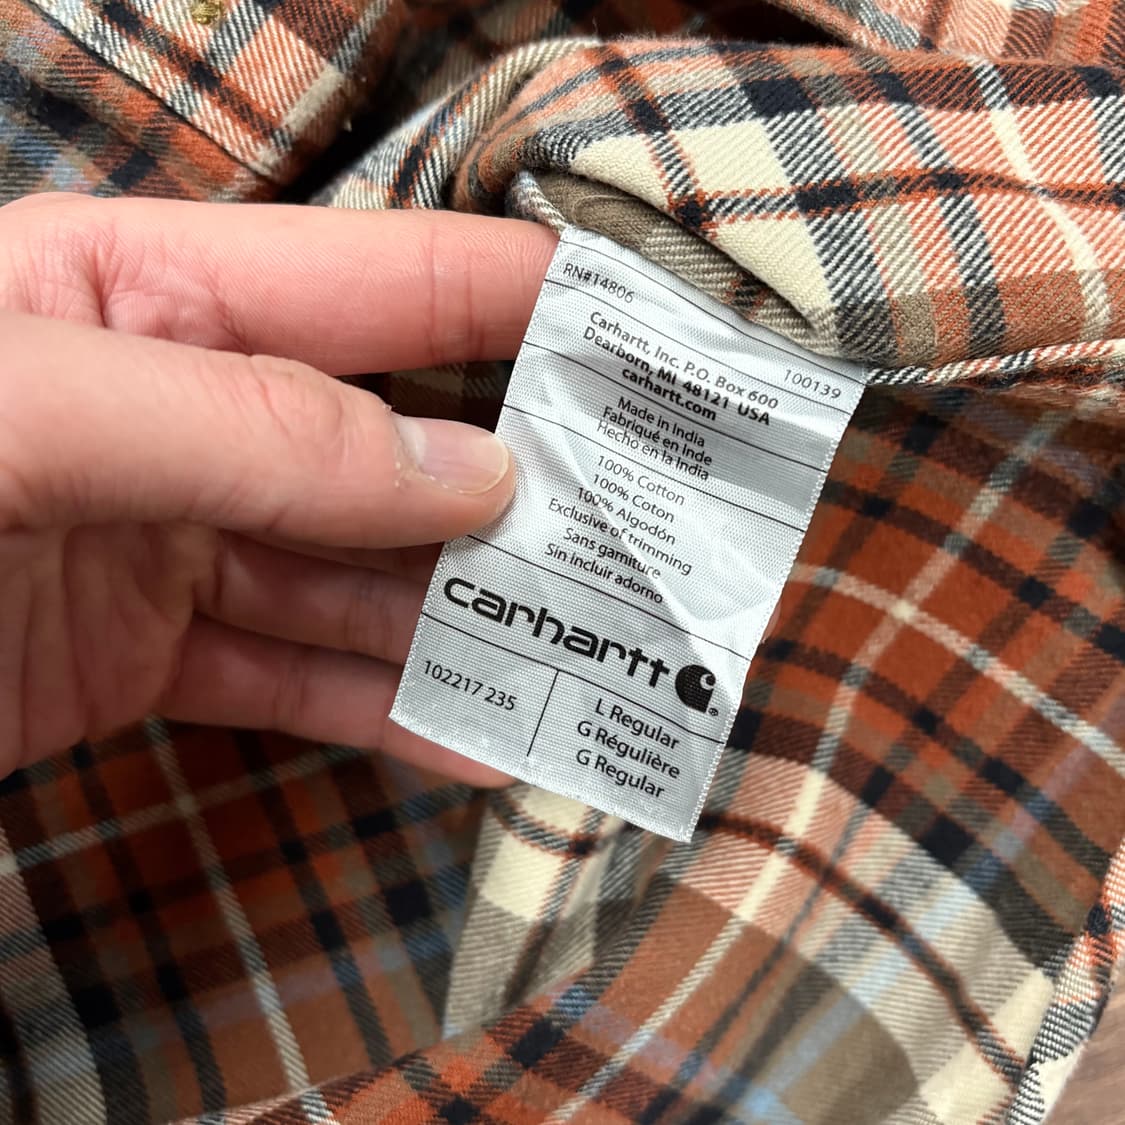 RN#14806
100139
Carhartt, Inc. P.O. Box 600
Dearborn, MI 48121 USA
carhartt.com
Made in India
Fabriqué en Inde
Hecho en la India
100% Cotton
100% Coton
100% Algodón
Exclusive of trimming
Sans garniture
Sin incluir adorno
carhartt
102217 235
L Regular
G Régulière
G Regular